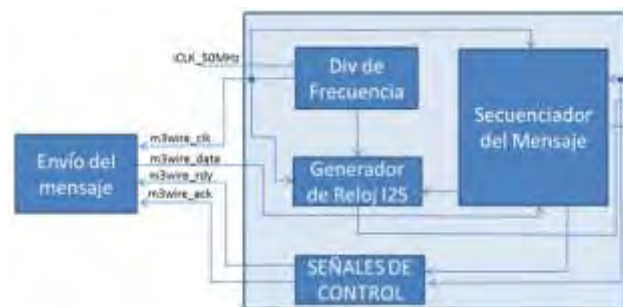 iCLK_50MHz
Div de
Frecuencia
Secuenciador
del Mensaje
m3wire_clk
Envío del
mensaje
m3wire_data
m3wire_rdy
m3wire_ack
Generador
de Reloj I2S
SEÑALES DE
CONTROL